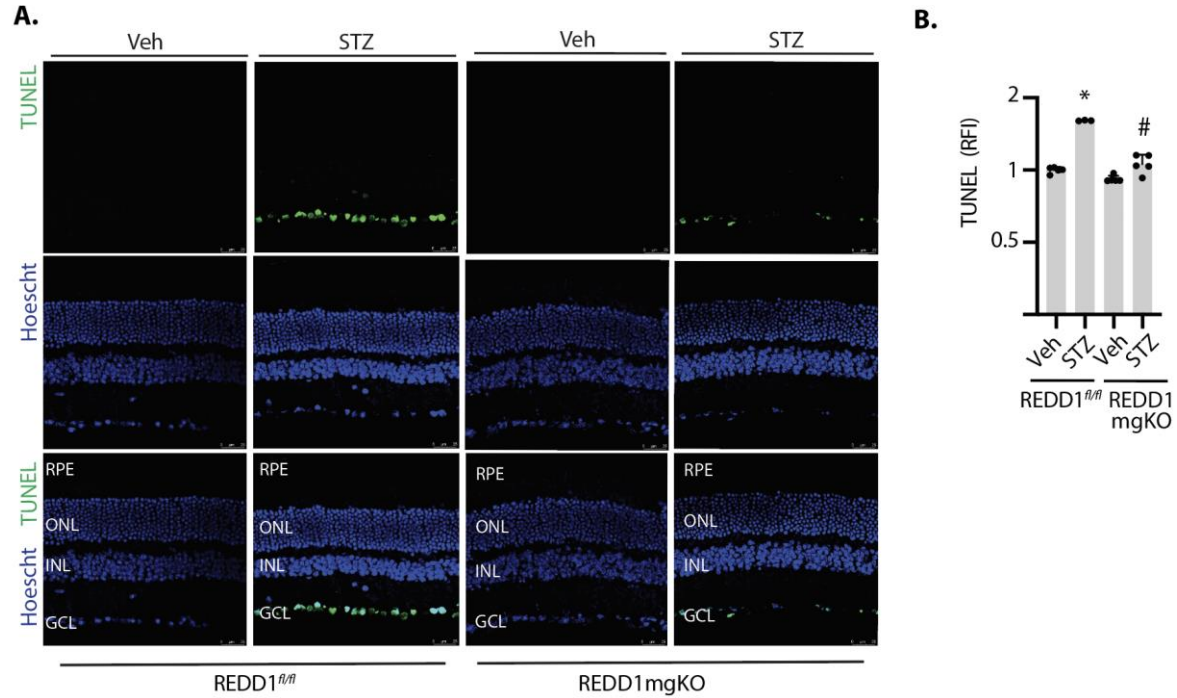 A.
Veh
STZ
Veh
STZ
TUNEL
Hoescht
TUNEL
Hoescht
RPE
ONL
INL
GCL
RPE
ONL
INL
GCL
RPE
ONL
INL
GCL
RPE
ONL
INL
GCL
REDD1fl/fl
REDD1mgKO
B.
TUNEL (RFI)
2
1
0.5
*
#
Veh
STZ
Veh
STZ
REDD1fl/fl
REDD1
mgKO